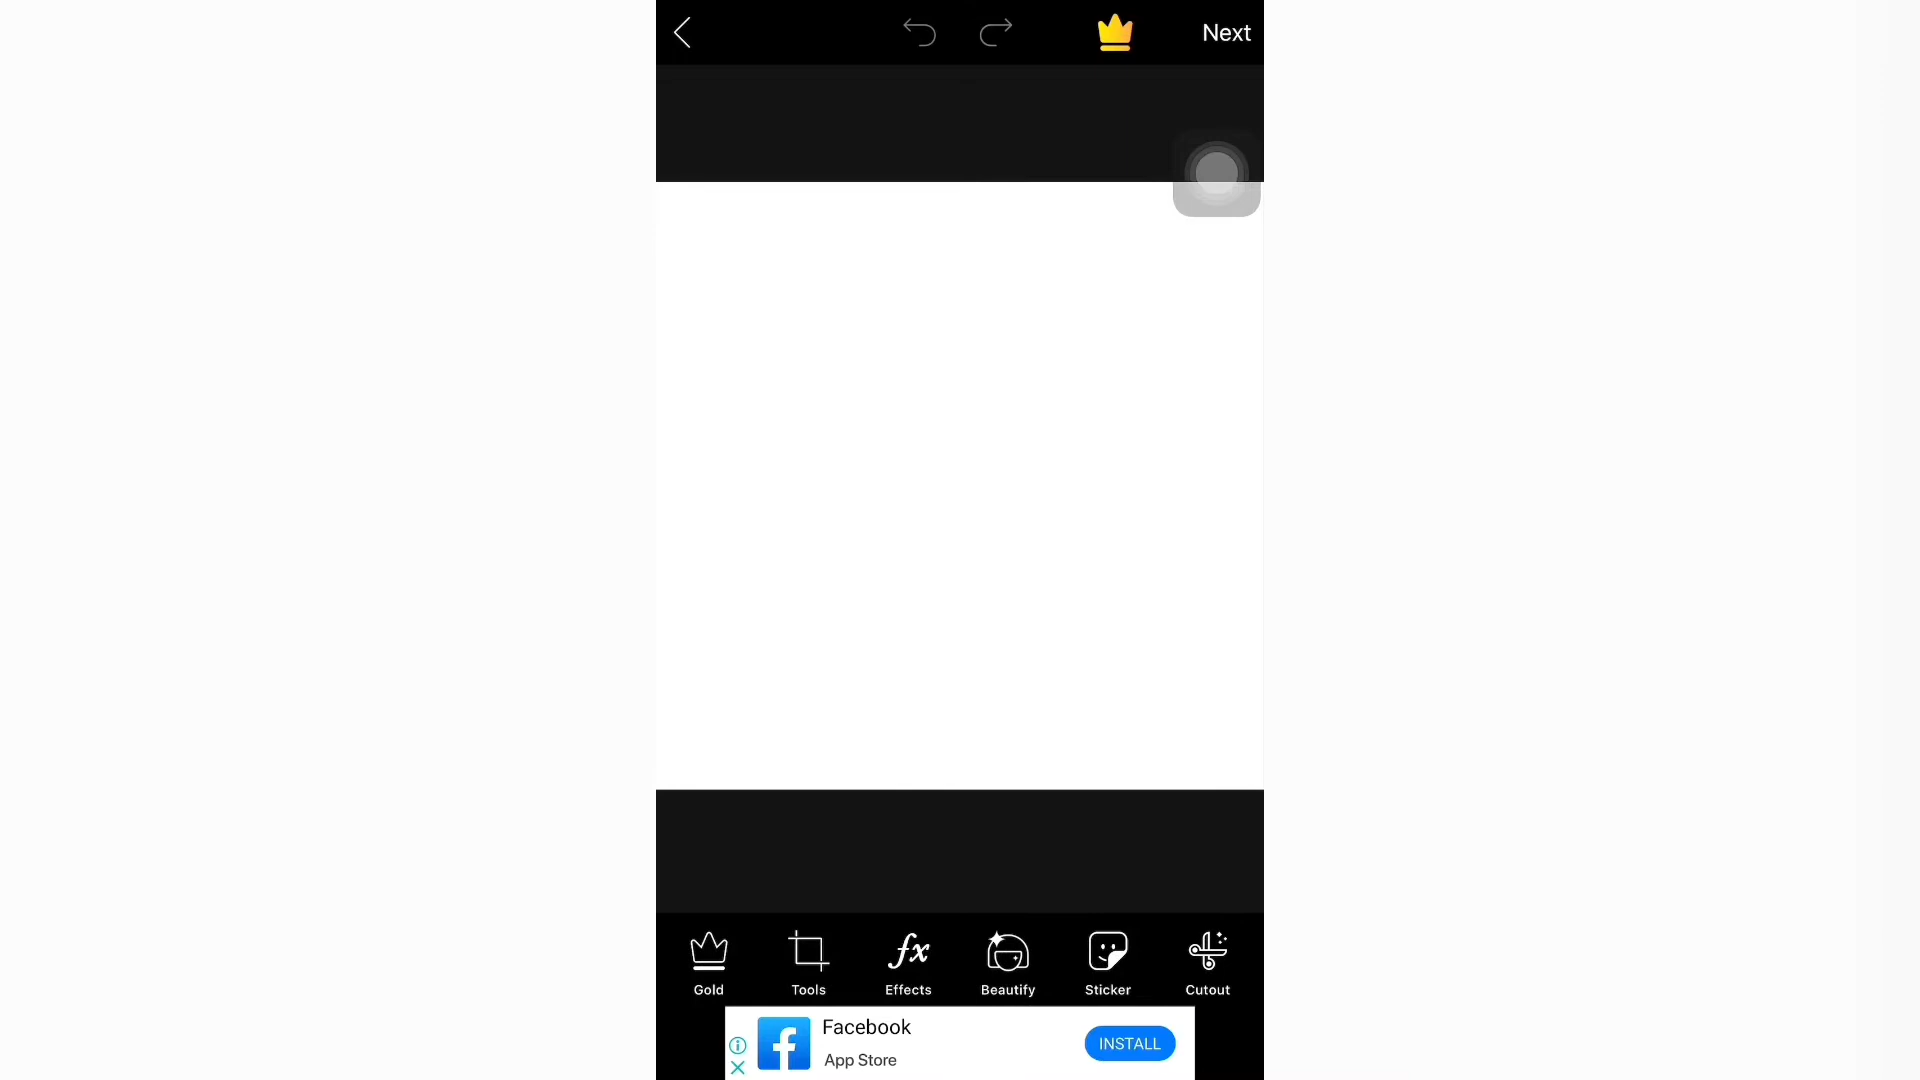 Next
Gold Tools Effects Beautify Sticker Cutout
Facebook
App Store
INSTALL